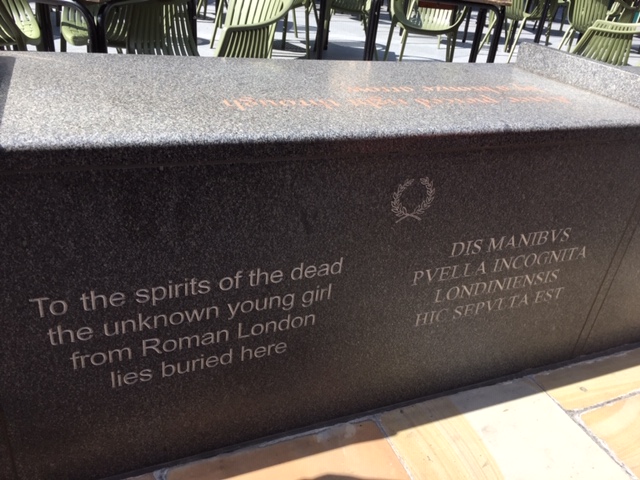 To the spirits of the dead
the unknown young girl
from Roman London
lies buried here
DIS MANIBVS
PVELLA INCOGNITA
LONDINIENSIS
HIC SEPVLTA EST